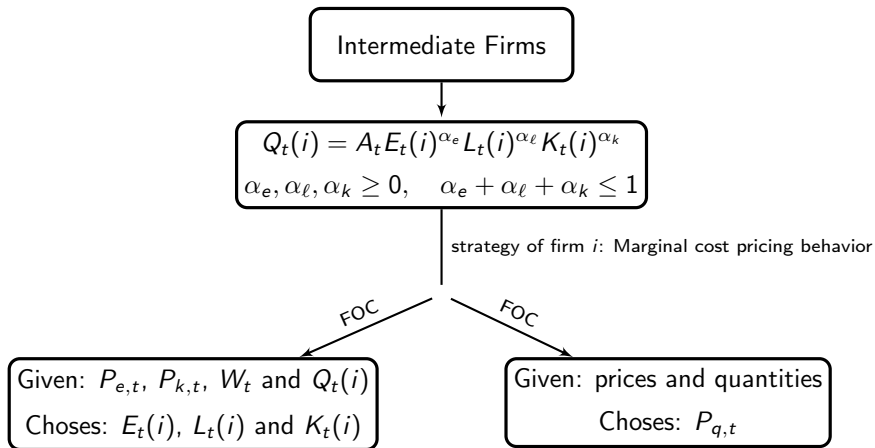 Intermediate Firms
Q_t(i) = A_t E_t(i)^{α_e} L_t(i)^{α_ℓ} K_t(i)^{α_k}
α_e, α_ℓ, α_k ≥ 0, α_e + α_ℓ + α_k ≤ 1
strategy of firm i: Marginal cost pricing behavior
FOC
FOC
Given: P_{e,t}, P_{k,t}, W_t and Q_t(i)
Choses: E_t(i), L_t(i) and K_t(i)
Given: prices and quantities
Choses: P_{q,t}